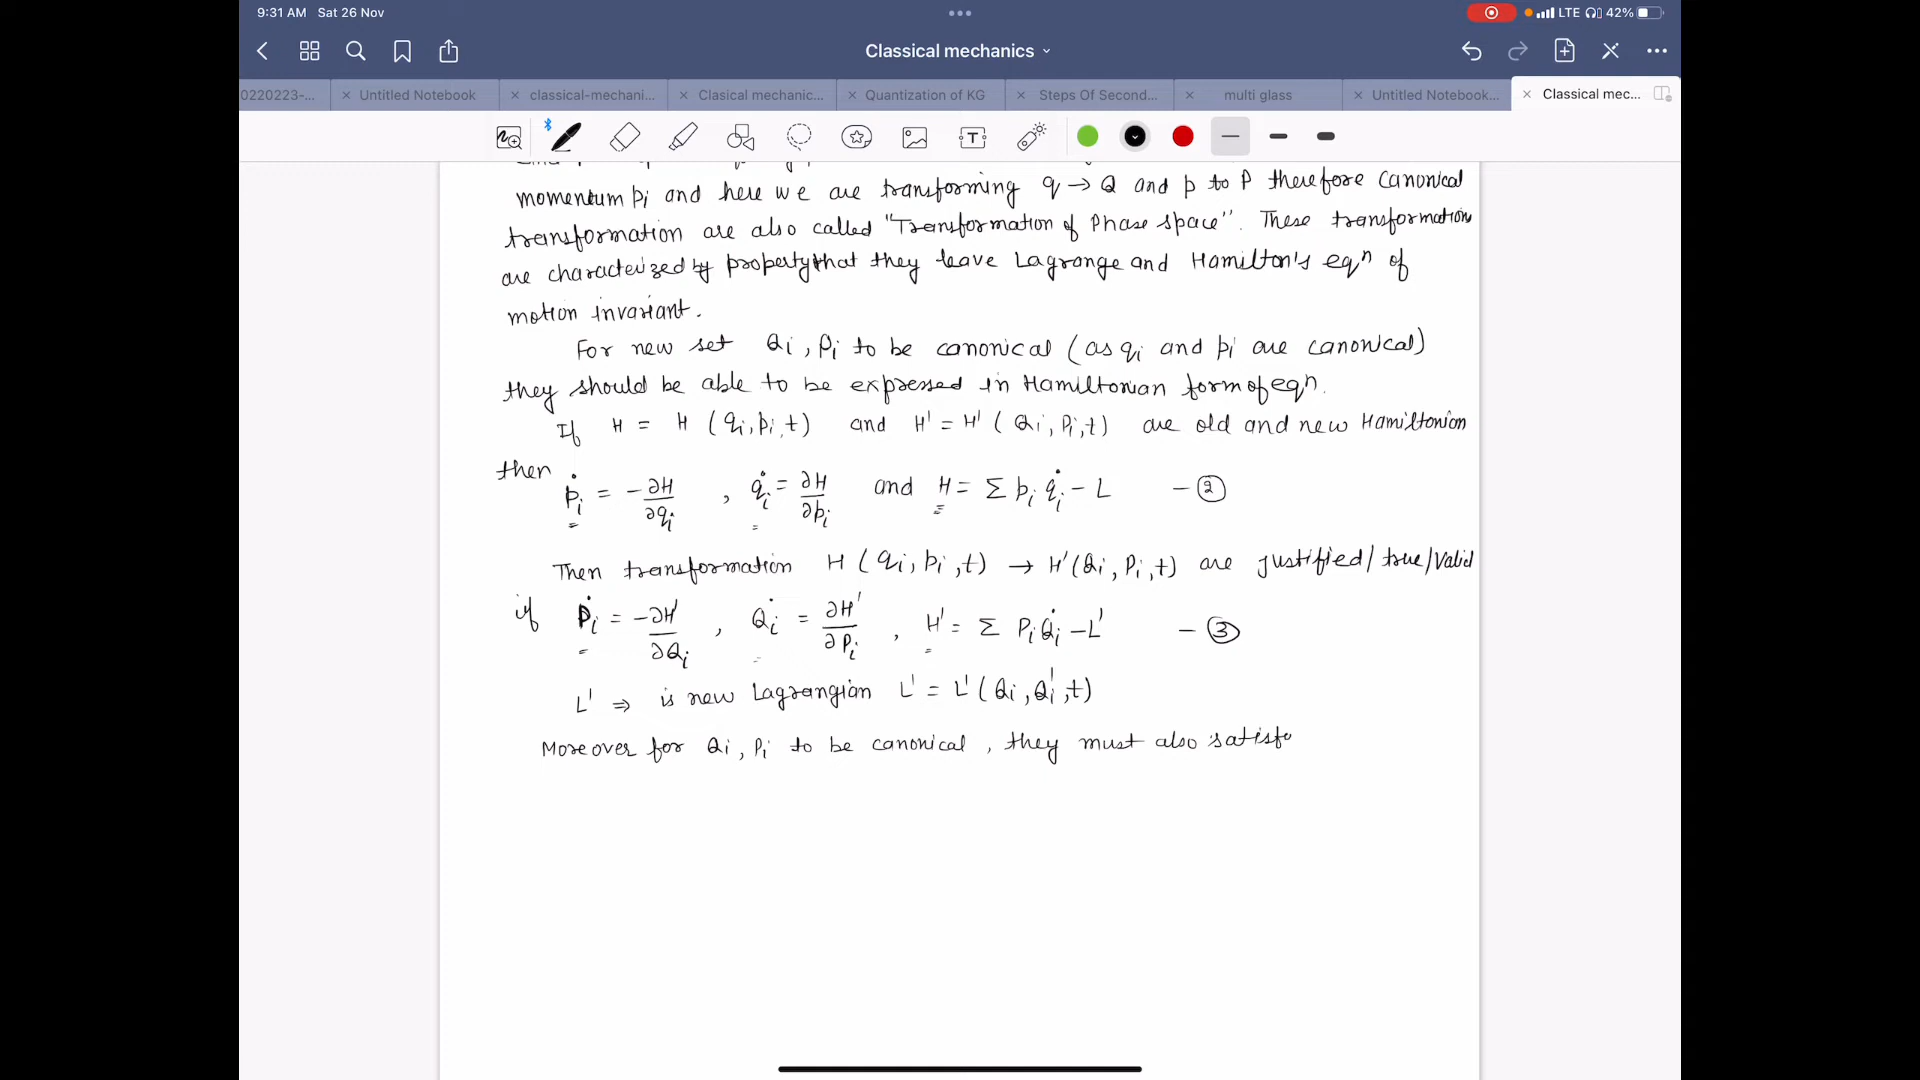 9:31 AM Sat 26 Nov
LTE 42%
Classical mechanics
0220223-... Untitled Notebook classical-mechani... Clasical mechanic... Quantization of KG Steps Of Second... multi glass Untitled Notebook... Classical mec...
momentum pi and here we are transforming q → Q and p to P therefore canonical
transformation are also called "Transformation of Phase space". These transformation
are characterized by property that they leave Lagrange and Hamilton's eqⁿ of
motion invariant.
For new set Qi, Pi to be canonical (as qi and pi are canonical)
they should be able to be expressed in Hamiltonian form of eqⁿ.
If H = H (qi, pi, t) and H' = H' (Qi, Pi, t) are old and new Hamiltonion
then ṗi = -∂H/∂qi , q̇i = ∂H/∂pi and H = Σ pi q̇i - L - ②
Then transformation H (qi, pi, t) → H' (Qi, Pi, t) are justified/true/Valid
if Ṗi = -∂H'/∂Qi , Q̇i = ∂H'/∂Pi , H' = Σ Pi Q̇i - L' - ③
L' ⇒ is new Lagrangian L' = L' (Qi, Qi', t)
Moreover for Qi, Pi to be canonical, they must also satisfy